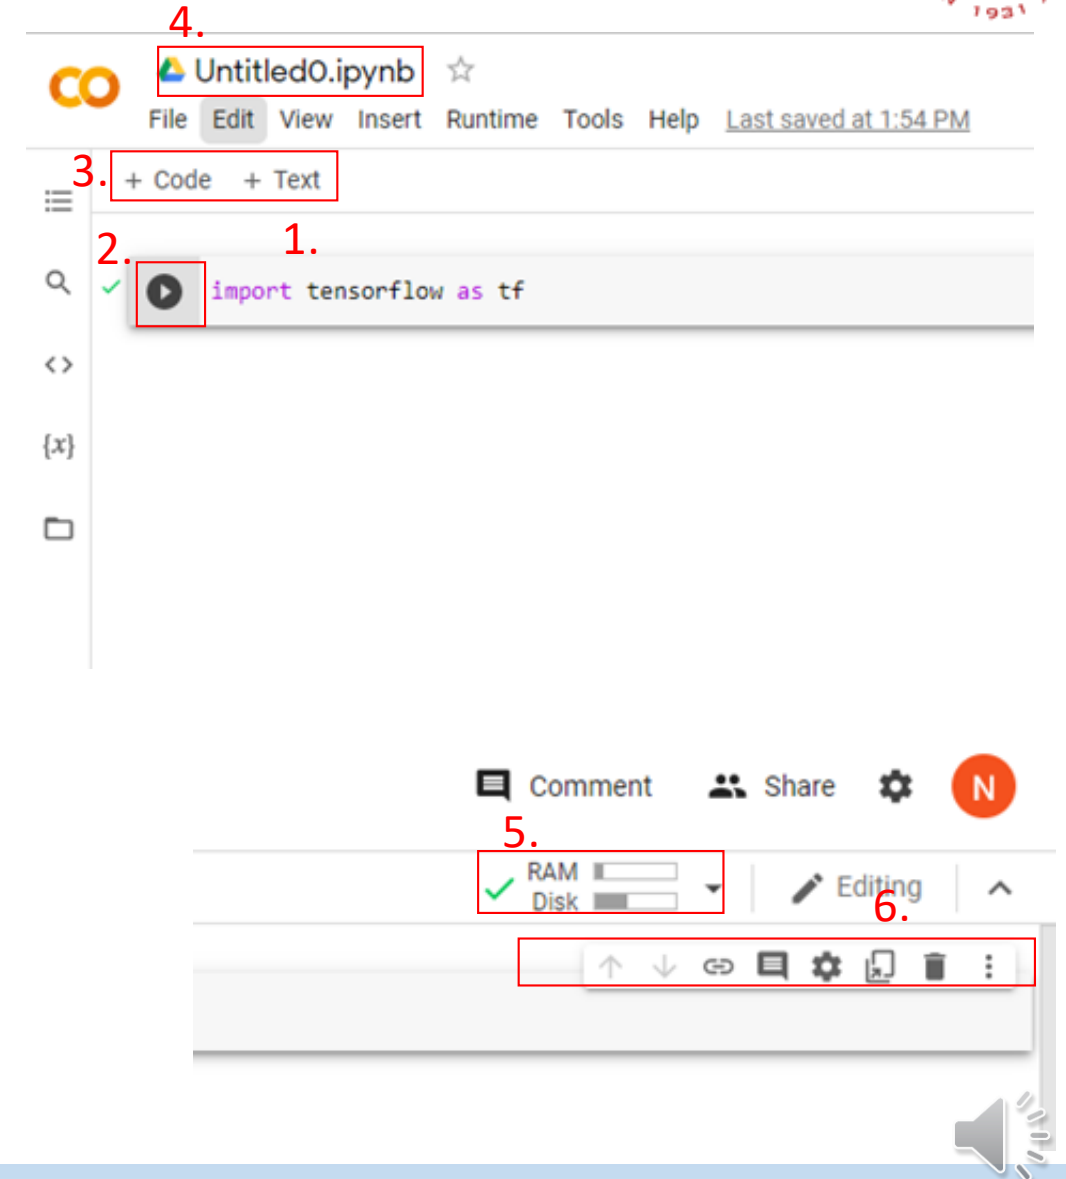 1931
4.
Untitled0.ipynb
File Edit View Insert Runtime Tools Help Last saved at 1:54 PM
3.
+ Code + Text
2.
1.
import tensorflow as tf
<>
{x}
Comment Share N
5.
RAM
Disk
Editing
6.